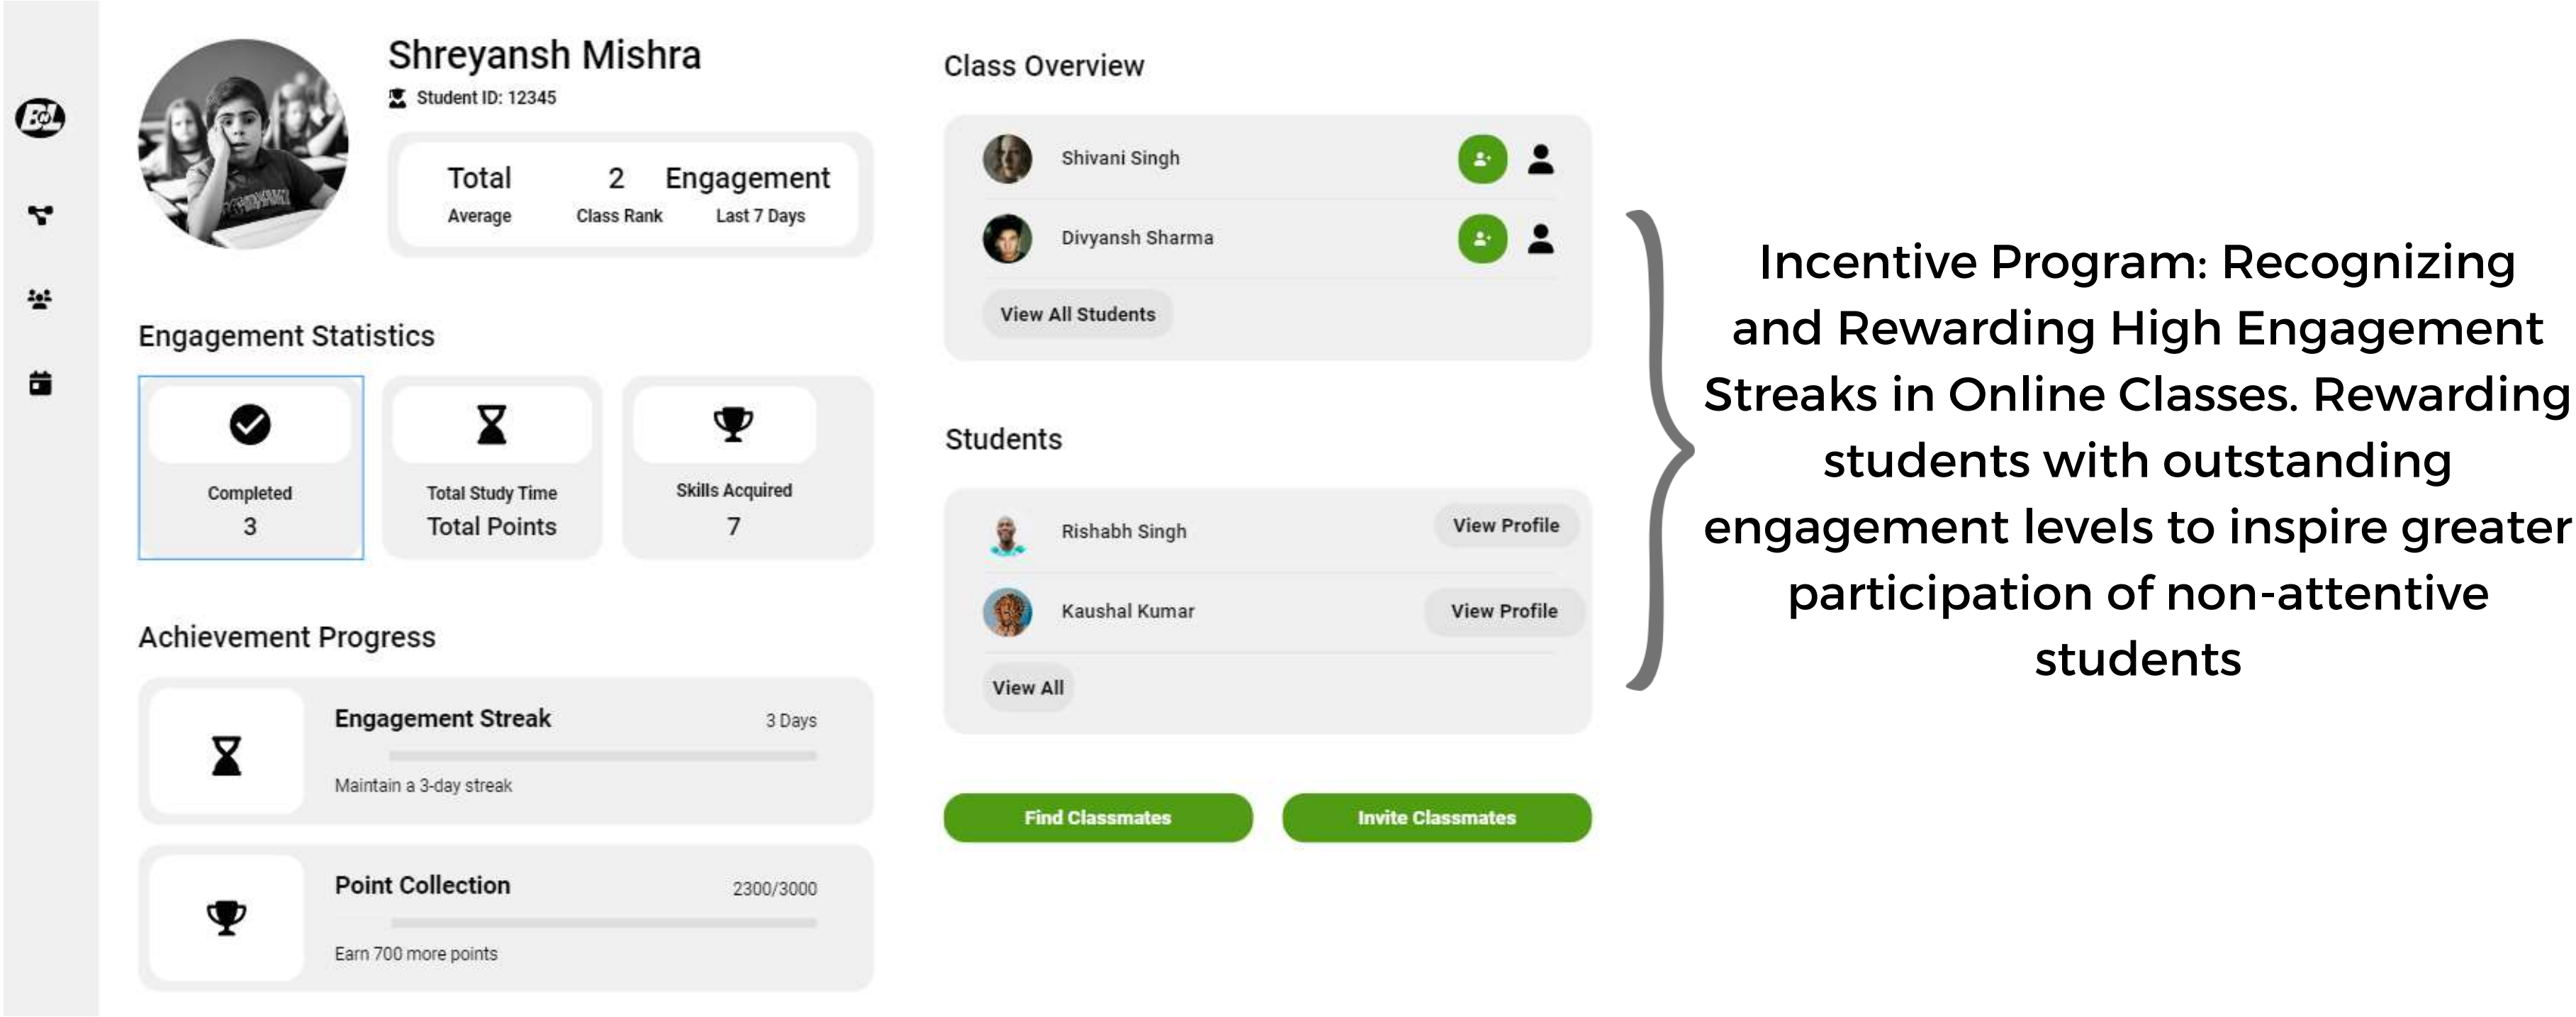 Shreyansh Mishra
Student ID: 12345
Total 2 Engagement
Average Class Rank Last 7 Days
Engagement Statistics
Completed
3
Total Study Time
Total Points
Skills Acquired
7
Achievement Progress
Engagement Streak 3 Days
Maintain a 3-day streak
Point Collection 2300/3000
Earn 700 more points
Class Overview
Shivani Singh
Divyansh Sharma
View All Students
Students
Rishabh Singh View Profile
Kaushal Kumar View Profile
View All
Find Classmates Invite Classmates
Incentive Program: Recognizing
and Rewarding High Engagement
Streaks in Online Classes. Rewarding
students with outstanding
engagement levels to inspire greater
participation of non-attentive
students